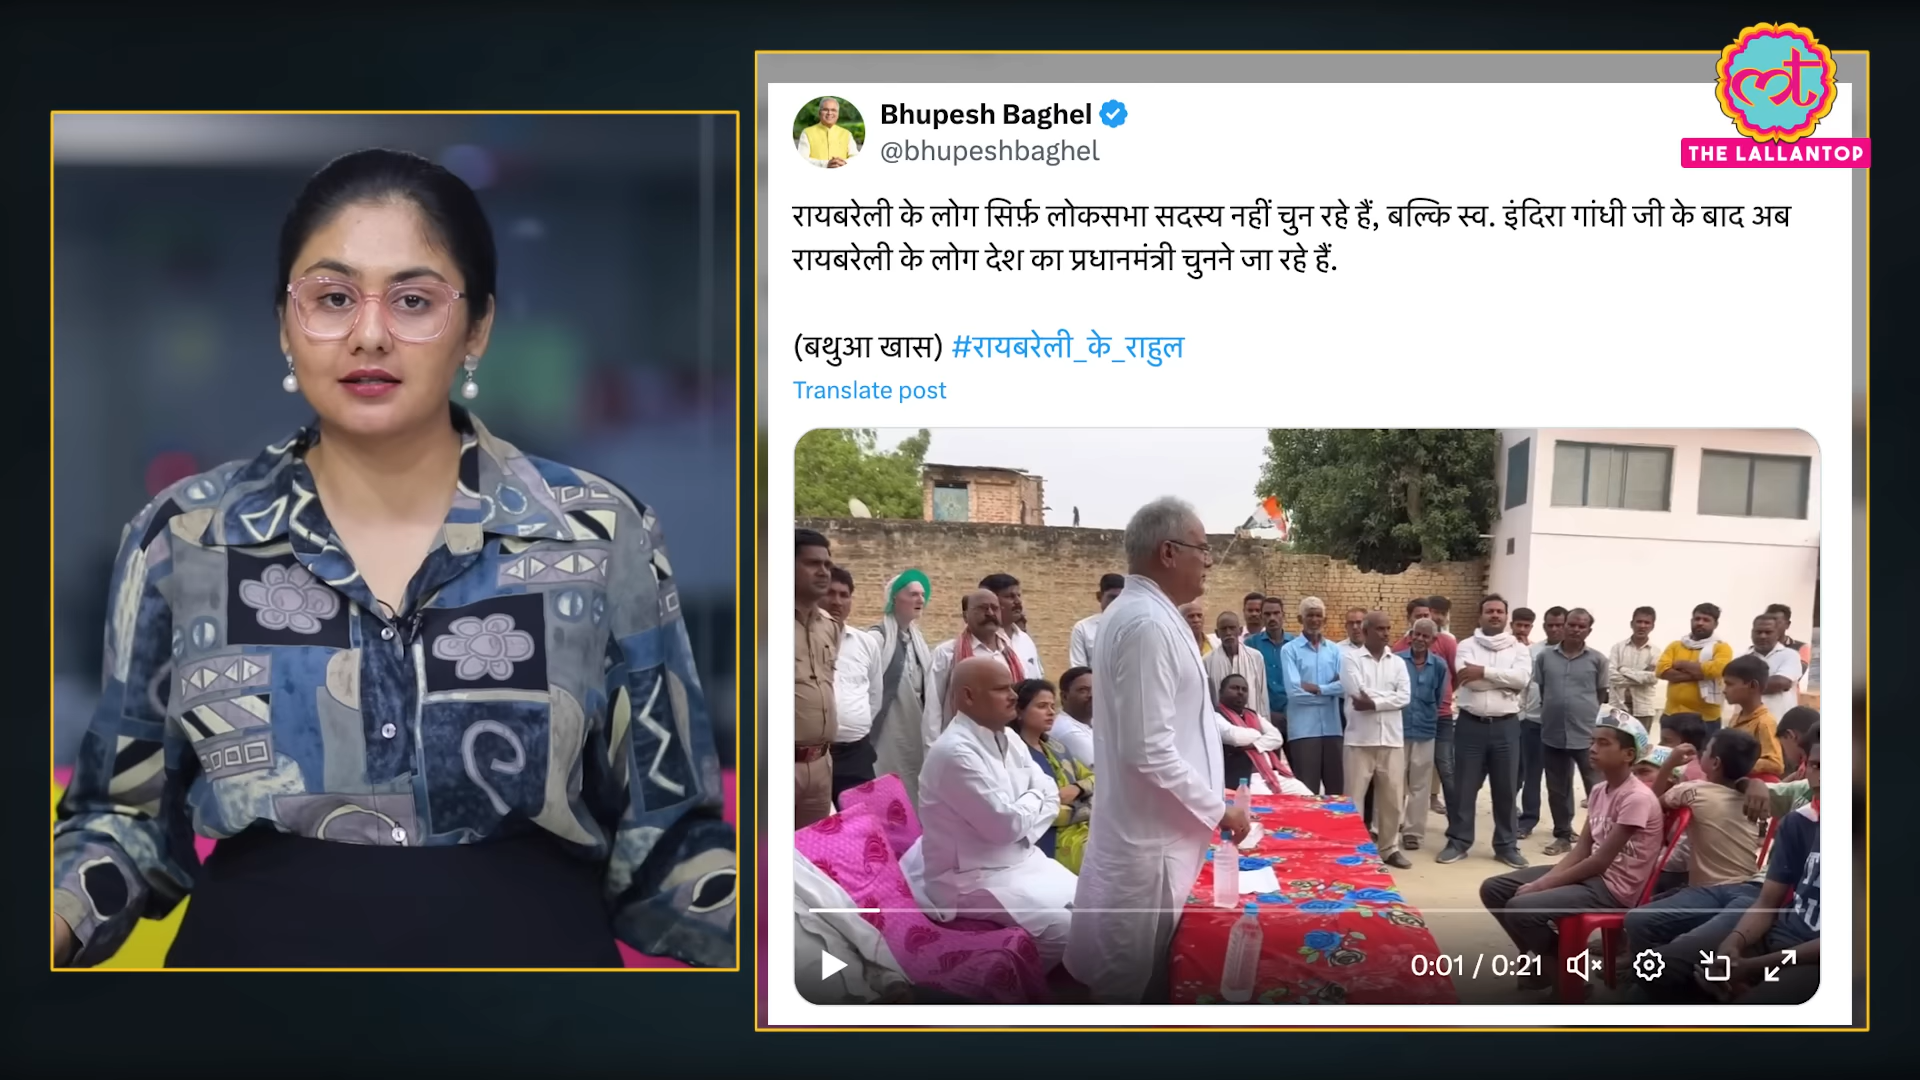 Bhupesh Baghel
@bhupeshbaghel
THE LALLANTOP
रायबरेली के लोग सिर्फ़ लोकसभा सदस्य नहीं चुन रहे हैं, बल्कि स्व. इंदिरा गांधी जी के बाद अब
रायबरेली के लोग देश का प्रधानमंत्री चुनने जा रहे हैं.
(बथुआ खास) #रायबरेली_के_राहुल
Translate post
0:01 / 0:21